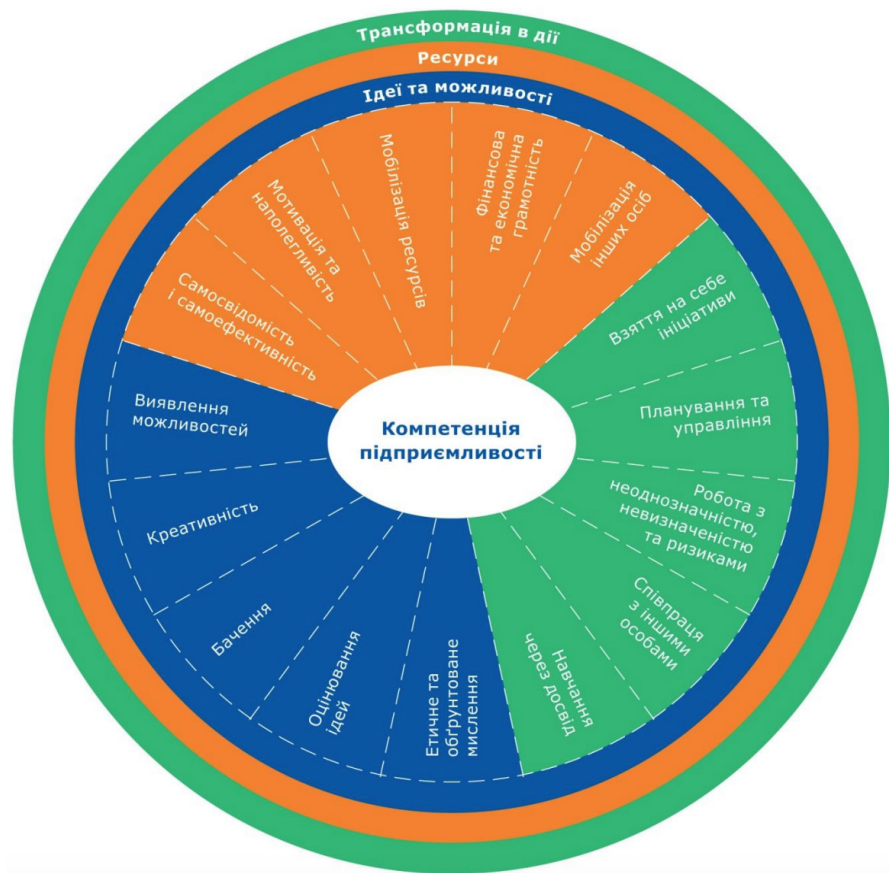 Трансформація в дії
Ресурси
Ідеї та можливості
Самосвідомість
і самоефективність
Мотивація та
наполегливість
Мобілізація ресурсів
Фінансова
та економічна
грамотність
Мобілізація
інших осіб
Взяття на себе
ініціативи
Планування та
управління
Робота з
неоднозначністю,
невизначеністю
та ризиками
Співпраця
з іншими
особами
Навчання
через досвід
Етичне та
обґрунтоване
мислення
Оцінювання
ідей
Бачення
Креативність
Виявлення
можливостей
Компетенція
підприємливості